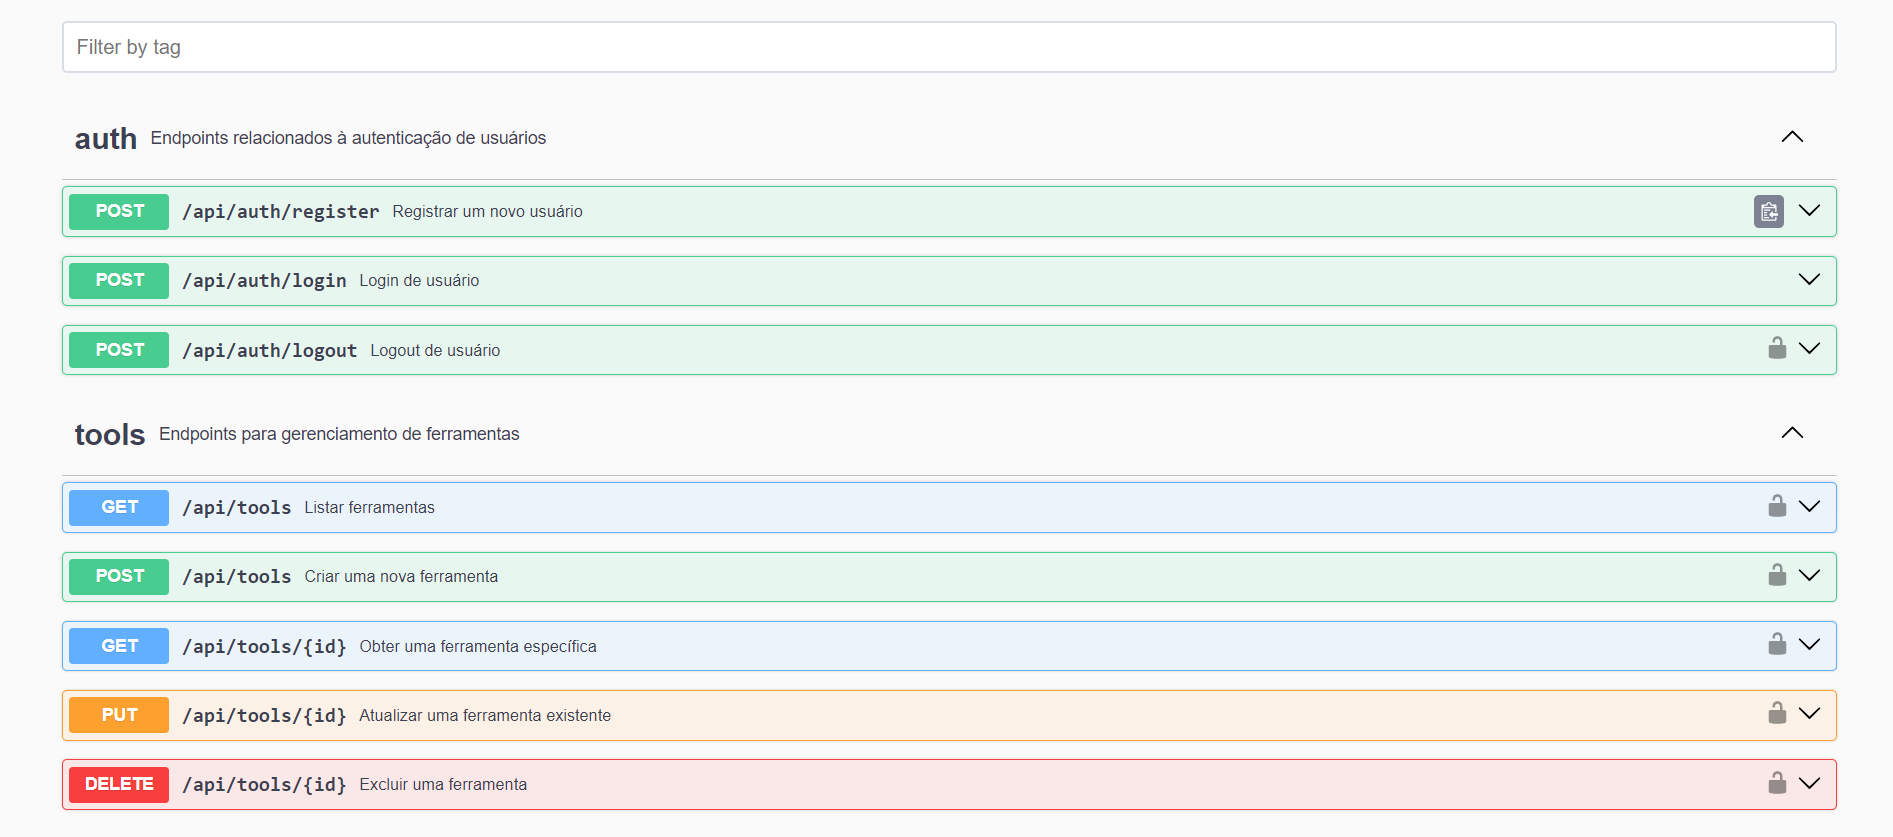 Filter by tag
auth Endpoints relacionados à autenticação de usuários
POST /api/auth/register Registrar um novo usuário
POST /api/auth/login Login de usuário
POST /api/auth/logout Logout de usuário
tools Endpoints para gerenciamento de ferramentas
GET /api/tools Listar ferramentas
POST /api/tools Criar uma nova ferramenta
GET /api/tools/{id} Obter uma ferramenta específica
PUT /api/tools/{id} Atualizar uma ferramenta existente
DELETE /api/tools/{id} Excluir uma ferramenta